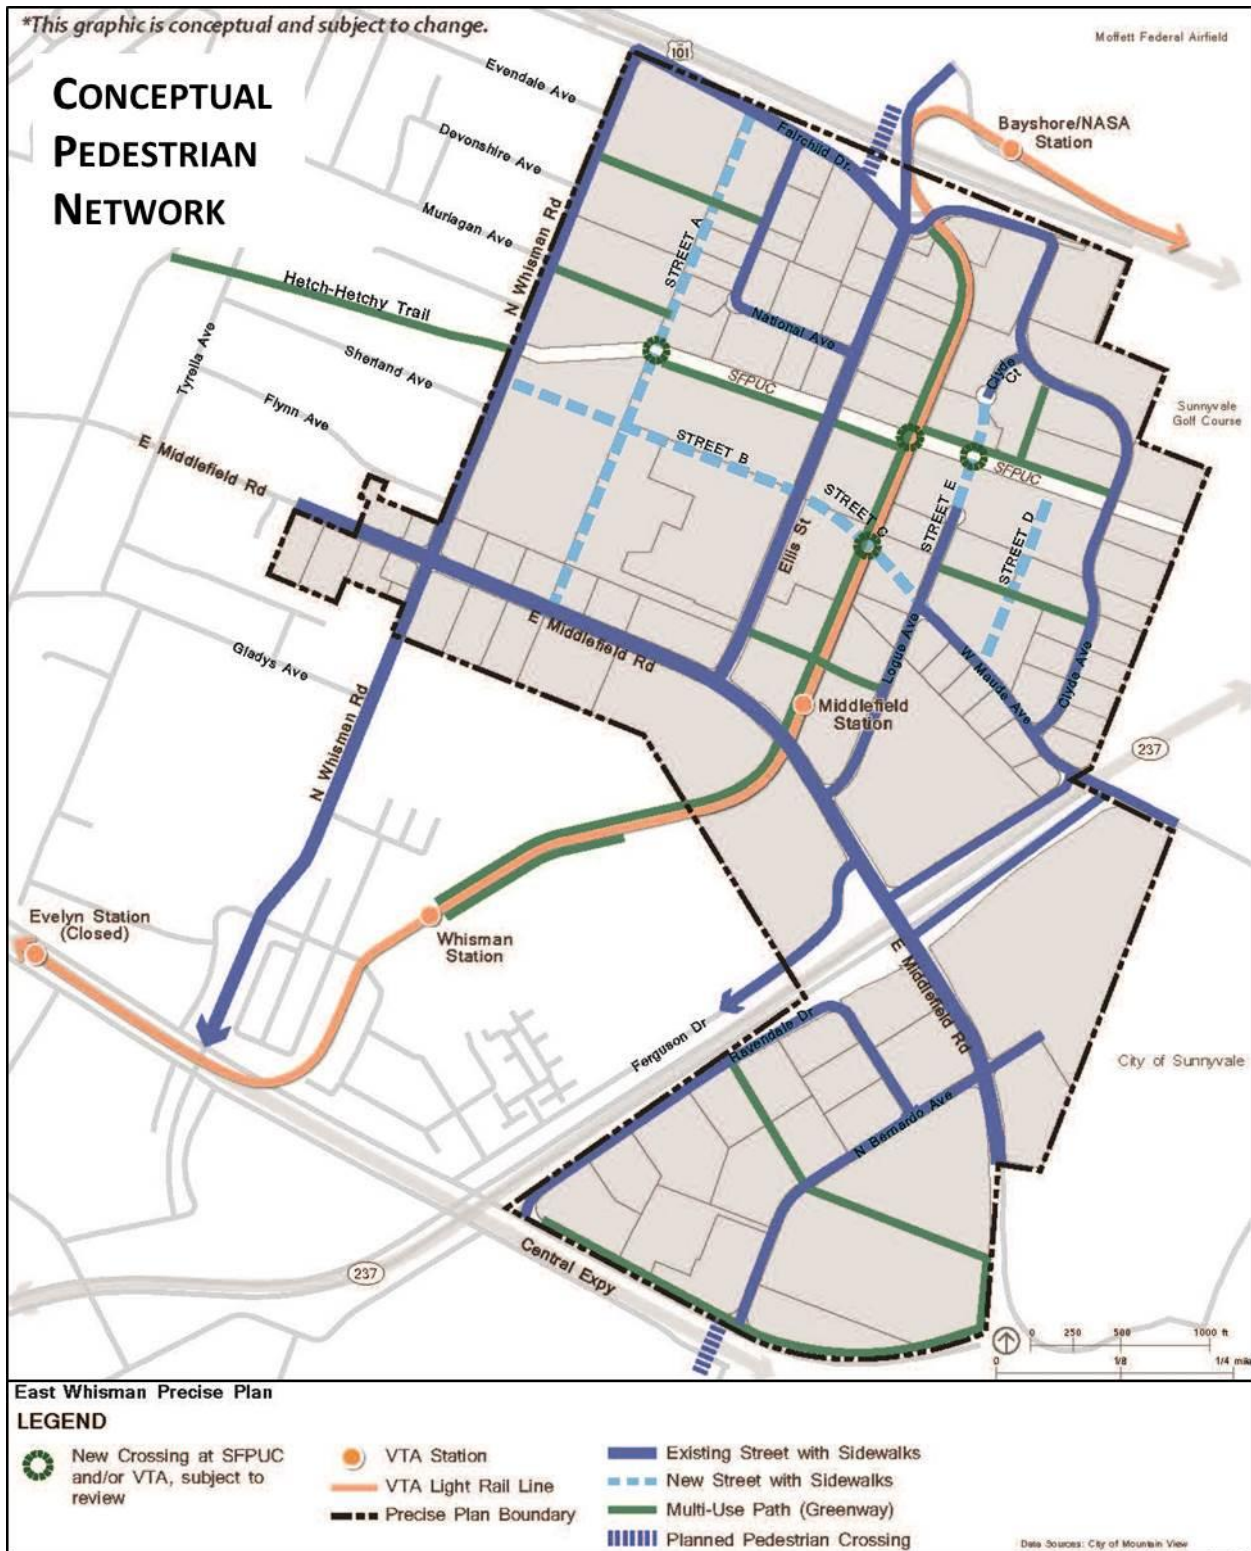 *This graphic is conceptual and subject to change.
Moffett Federal Airfield
101
CONCEPTUAL
PEDESTRIAN
NETWORK
Evendale Ave
Devonshire Ave
Murlagan Ave
Fairchild Dr.
Bayshore/NASA
Station
N Whisman Rd
STREET A
Hetch-Hetchy Trail
National Ave
Tyrella Ave
Sherland Ave
Flynn Ave
SFPUC
Clyde Ct
Sunnyvale
Golf Course
E Middlefield Rd
STREET B
STREET C
STREET E
SFPUC
STREET D
Ellis St
Gladys Ave
E Middlefield Rd
Logue Ave
W Maude Ave
Clyde Ave
N Whisman Rd
Middlefield
Station
237
Evelyn Station
(Closed)
Whisman
Station
E Middlefield Rd
Ferguson Dr
Ravendale Dr
City of Sunnyvale
N Bernardo Ave
Central Expy
237
0 250 500 1000 ft
0 1/8 1/4 mile
East Whisman Precise Plan
LEGEND
New Crossing at SFPUC
and/or VTA, subject to
review
VTA Station
VTA Light Rail Line
Precise Plan Boundary
Existing Street with Sidewalks
New Street with Sidewalks
Multi-Use Path (Greenway)
Planned Pedestrian Crossing
Data Sources: City of Mountain View